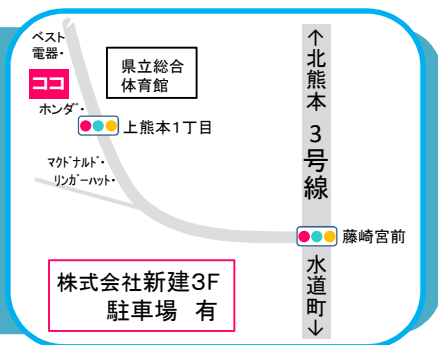 ベスト
電器・
ココ
ホンダ・
県立総合
体育館
上熊本1丁目
マクドナルド・
リンガーハット・
↑北熊本 3号線 水道町↓
藤崎宮前
株式会社新建3F
駐車場 有